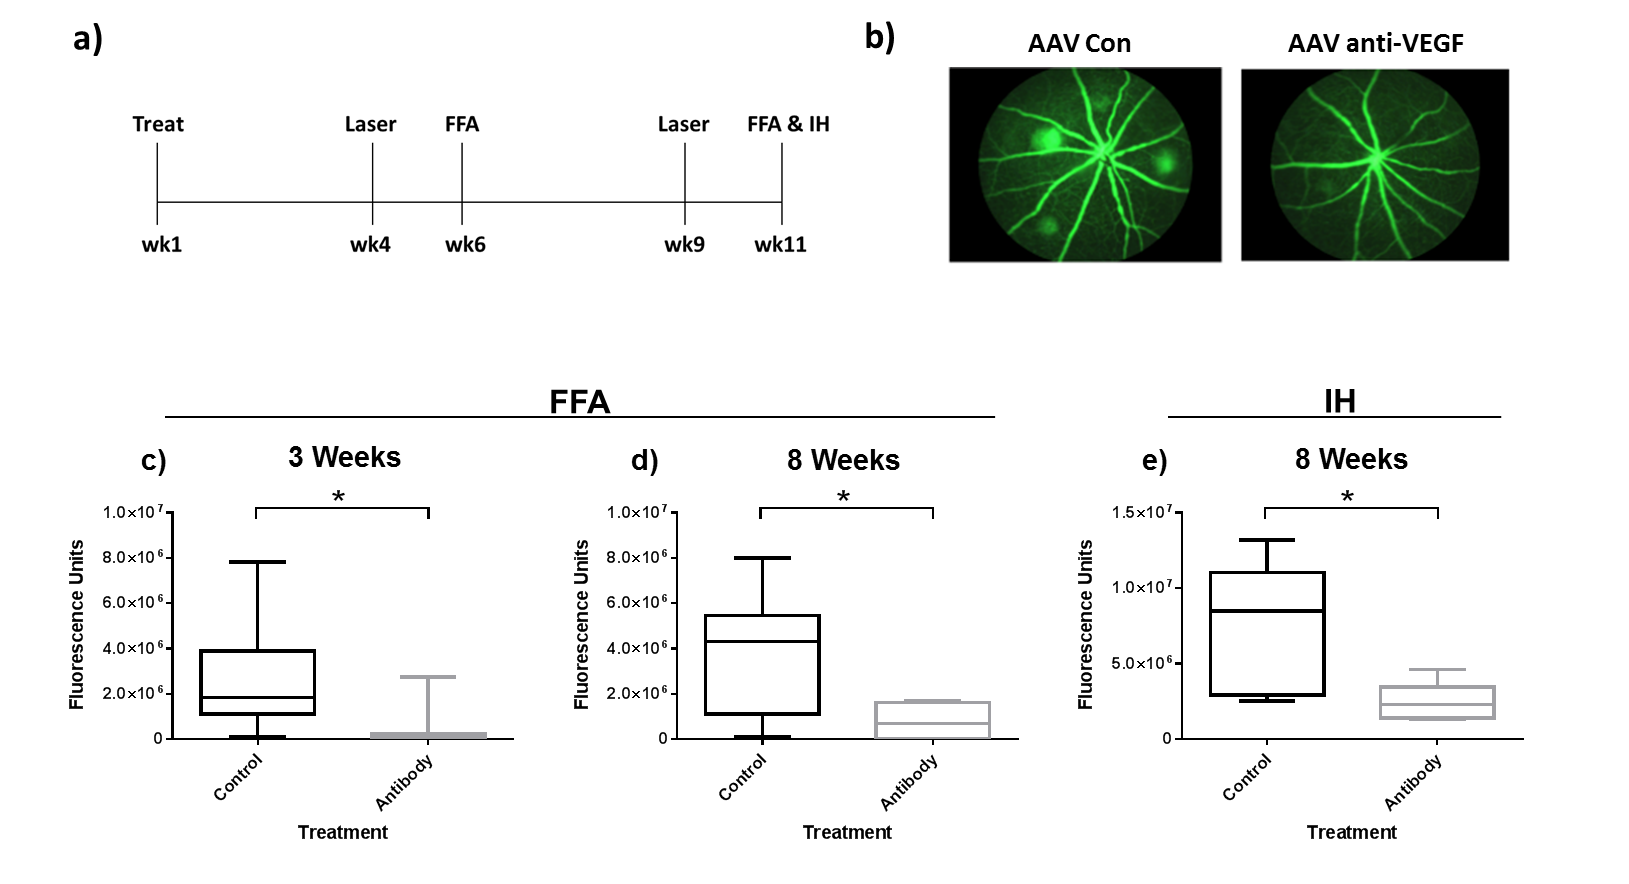 a)
Treat Laser FFA Laser FFA & IH
wk1 wk4 wk6 wk9 wk11
b)
AAV Con AAV anti-VEGF
FFA
IH
c) 3 Weeks
*
1.0×10⁷
8.0×10⁶
6.0×10⁶
4.0×10⁶
2.0×10⁶
0
Fluorescence Units
Control Antibody
Treatment
d) 8 Weeks
*
1.0×10⁷
8.0×10⁶
6.0×10⁶
4.0×10⁶
2.0×10⁶
0
Fluorescence Units
Control Antibody
Treatment
e) 8 Weeks
*
1.5×10⁷
1.0×10⁷
5.0×10⁶
0
Fluorescence Units
Control Antibody
Treatment